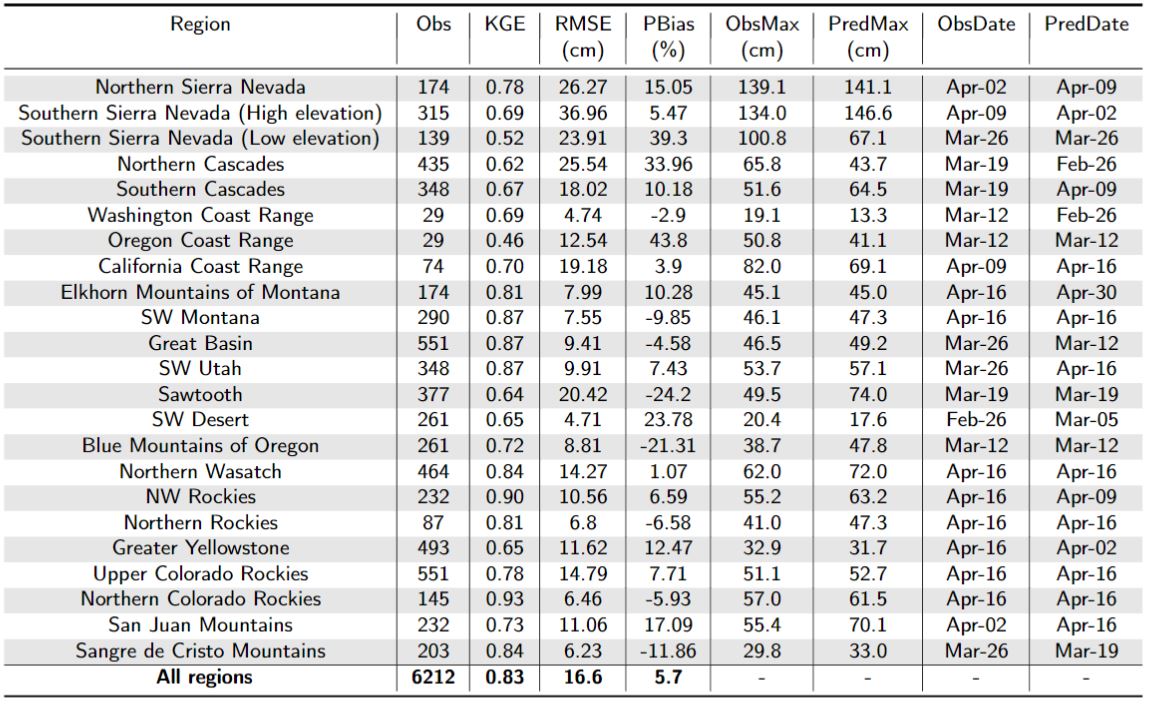 Region Obs KGE RMSE PBias ObsMax PredMax ObsDate PredDate
(cm) (%) (cm) (cm)
Northern Sierra Nevada 174 0.78 26.27 15.05 139.1 141.1 Apr-02 Apr-09
Southern Sierra Nevada (High elevation) 315 0.69 36.96 5.47 134.0 146.6 Apr-09 Apr-02
Southern Sierra Nevada (Low elevation) 139 0.52 23.91 39.3 100.8 67.1 Mar-26 Mar-26
Northern Cascades 435 0.62 25.54 33.96 65.8 43.7 Mar-19 Feb-26
Southern Cascades 348 0.67 18.02 10.18 51.6 64.5 Mar-19 Apr-09
Washington Coast Range 29 0.69 4.74 -2.9 19.1 13.3 Mar-12 Feb-26
Oregon Coast Range 29 0.46 12.54 43.8 50.8 41.1 Mar-12 Mar-12
California Coast Range 74 0.70 19.18 3.9 82.0 69.1 Apr-09 Apr-16
Elkhorn Mountains of Montana 174 0.81 7.99 10.28 45.1 45.0 Apr-16 Apr-30
SW Montana 290 0.87 7.55 -9.85 46.1 47.3 Apr-16 Apr-16
Great Basin 551 0.87 9.41 -4.58 46.5 49.2 Mar-26 Mar-12
SW Utah 348 0.87 9.91 7.43 53.7 57.1 Mar-26 Apr-16
Sawtooth 377 0.64 20.42 -24.2 49.5 74.0 Mar-19 Mar-19
SW Desert 261 0.65 4.71 23.78 20.4 17.6 Feb-26 Mar-05
Blue Mountains of Oregon 261 0.72 8.81 -21.31 38.7 47.8 Mar-12 Mar-12
Northern Wasatch 464 0.84 14.27 1.07 62.0 72.0 Apr-16 Apr-16
NW Rockies 232 0.90 10.56 6.59 55.2 63.2 Apr-16 Apr-09
Northern Rockies 87 0.81 6.8 -6.58 41.0 47.3 Apr-16 Apr-16
Greater Yellowstone 493 0.65 11.62 12.47 32.9 31.7 Apr-16 Apr-02
Upper Colorado Rockies 551 0.78 14.79 7.71 51.1 52.7 Apr-16 Apr-16
Northern Colorado Rockies 145 0.93 6.46 -5.93 57.0 61.5 Apr-16 Apr-16
San Juan Mountains 232 0.73 11.06 17.09 55.4 70.1 Apr-02 Apr-16
Sangre de Cristo Mountains 203 0.84 6.23 -11.86 29.8 33.0 Mar-26 Mar-19
All regions 6212 0.83 16.6 5.7 - - - -